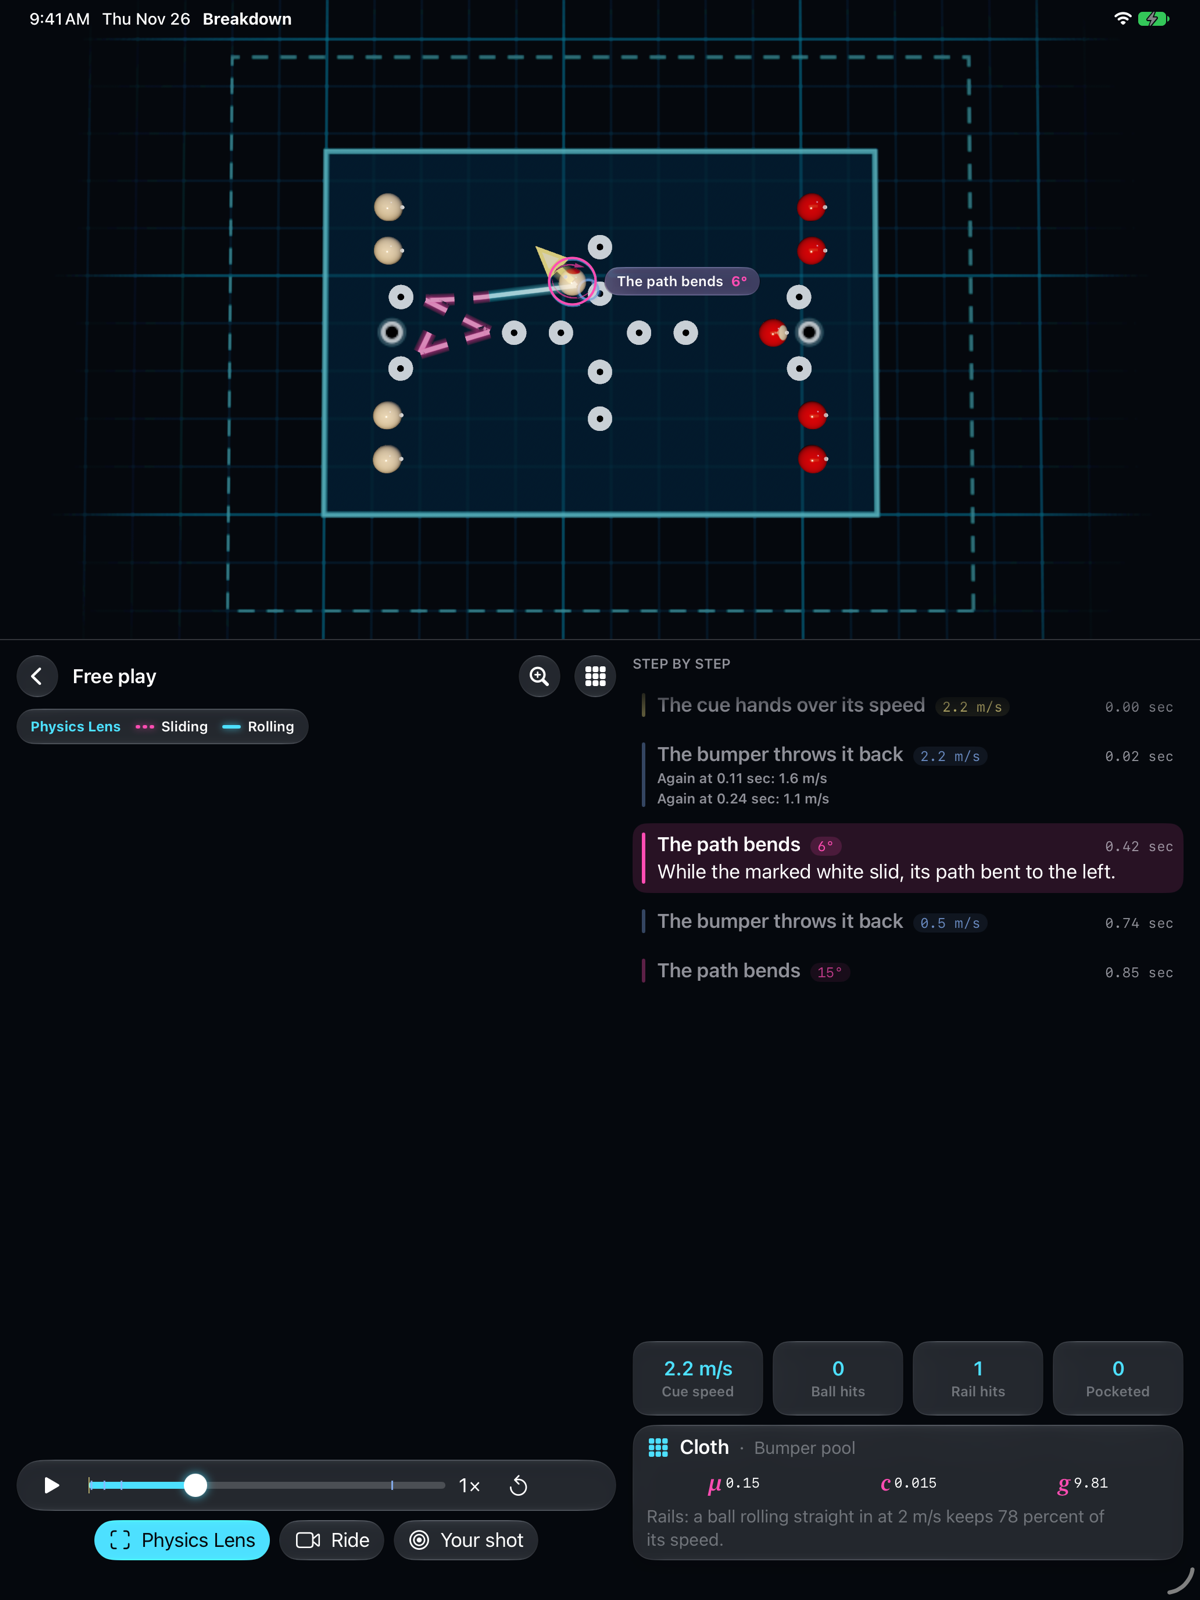 9:41 AM Thu Nov 26 Breakdown
The path bends 6°
Free play
Physics Lens Sliding Rolling
STEP BY STEP
The cue hands over its speed 2.2 m/s 0.00 sec
The bumper throws it back 2.2 m/s 0.02 sec
Again at 0.11 sec: 1.6 m/s
Again at 0.24 sec: 1.1 m/s
The path bends 6° 0.42 sec
While the marked white slid, its path bent to the left.
The bumper throws it back 0.5 m/s 0.74 sec
The path bends 15° 0.85 sec
2.2 m/s 0 1 0
Cue speed Ball hits Rail hits Pocketed
Cloth · Bumper pool
μ 0.15 c 0.015 g 9.81
Rails: a ball rolling straight in at 2 m/s keeps 78 percent of
its speed.
1×
Physics Lens Ride Your shot